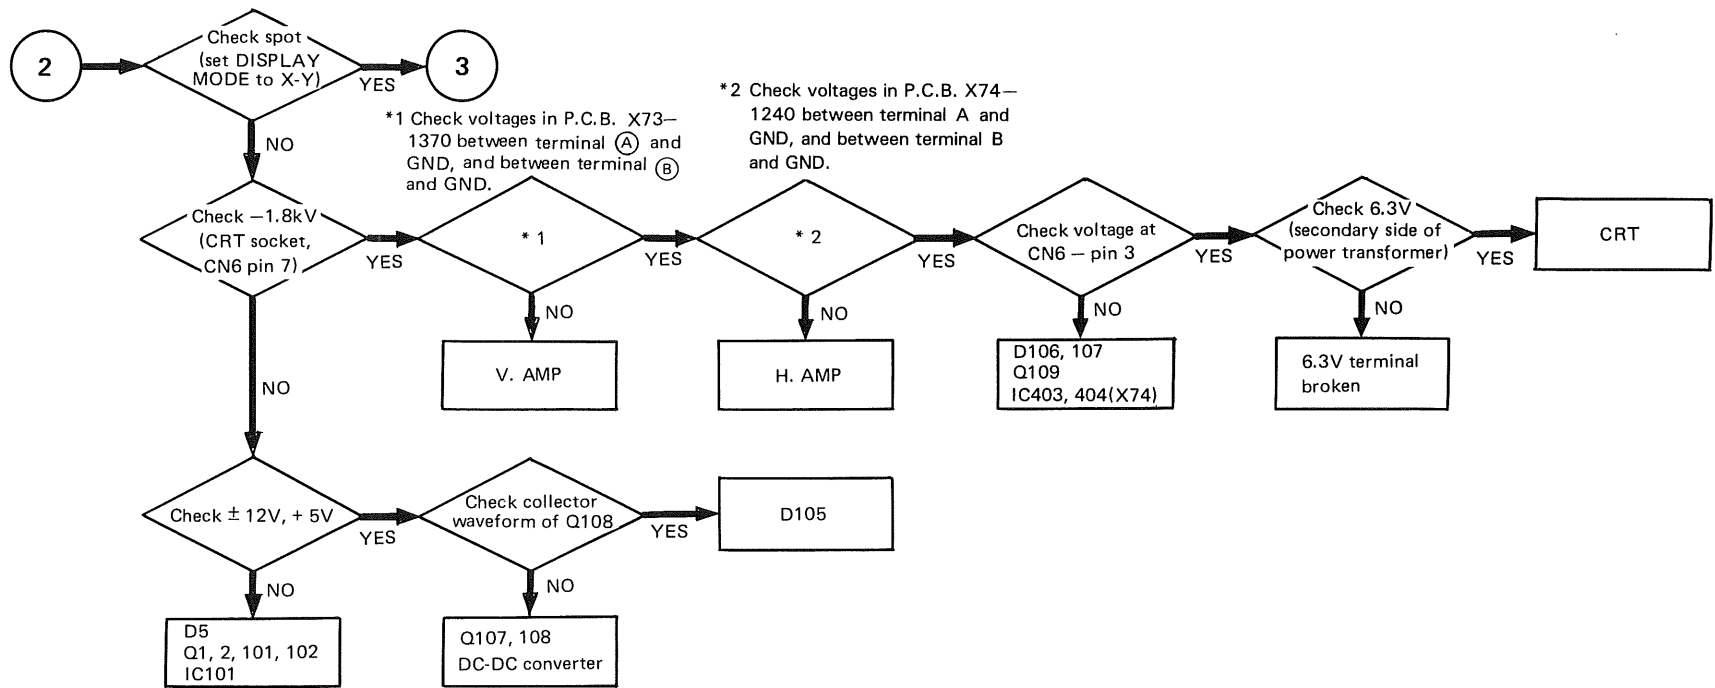 2
Check spot
(set DISPLAY
MODE to X-Y)
YES
3
NO
*1 Check voltages in P.C.B. X73–
1370 between terminal Ⓐ and
GND, and between terminal Ⓑ
and GND.
*2 Check voltages in P.C.B. X74–
1240 between terminal A and
GND, and between terminal B
and GND.
Check –1.8kV
(CRT socket,
CN6 pin 7)
YES
* 1
YES
* 2
YES
Check voltage at
CN6 – pin 3
YES
Check 6.3V
(secondary side of
power transformer)
YES
CRT
NO
V. AMP
NO
H. AMP
NO
D106, 107
Q109
IC403, 404(X74)
NO
6.3V terminal
broken
NO
Check ± 12V, + 5V
YES
Check collector
waveform of Q108
YES
D105
NO
D5
Q1, 2, 101, 102
IC101
NO
Q107, 108
DC-DC converter